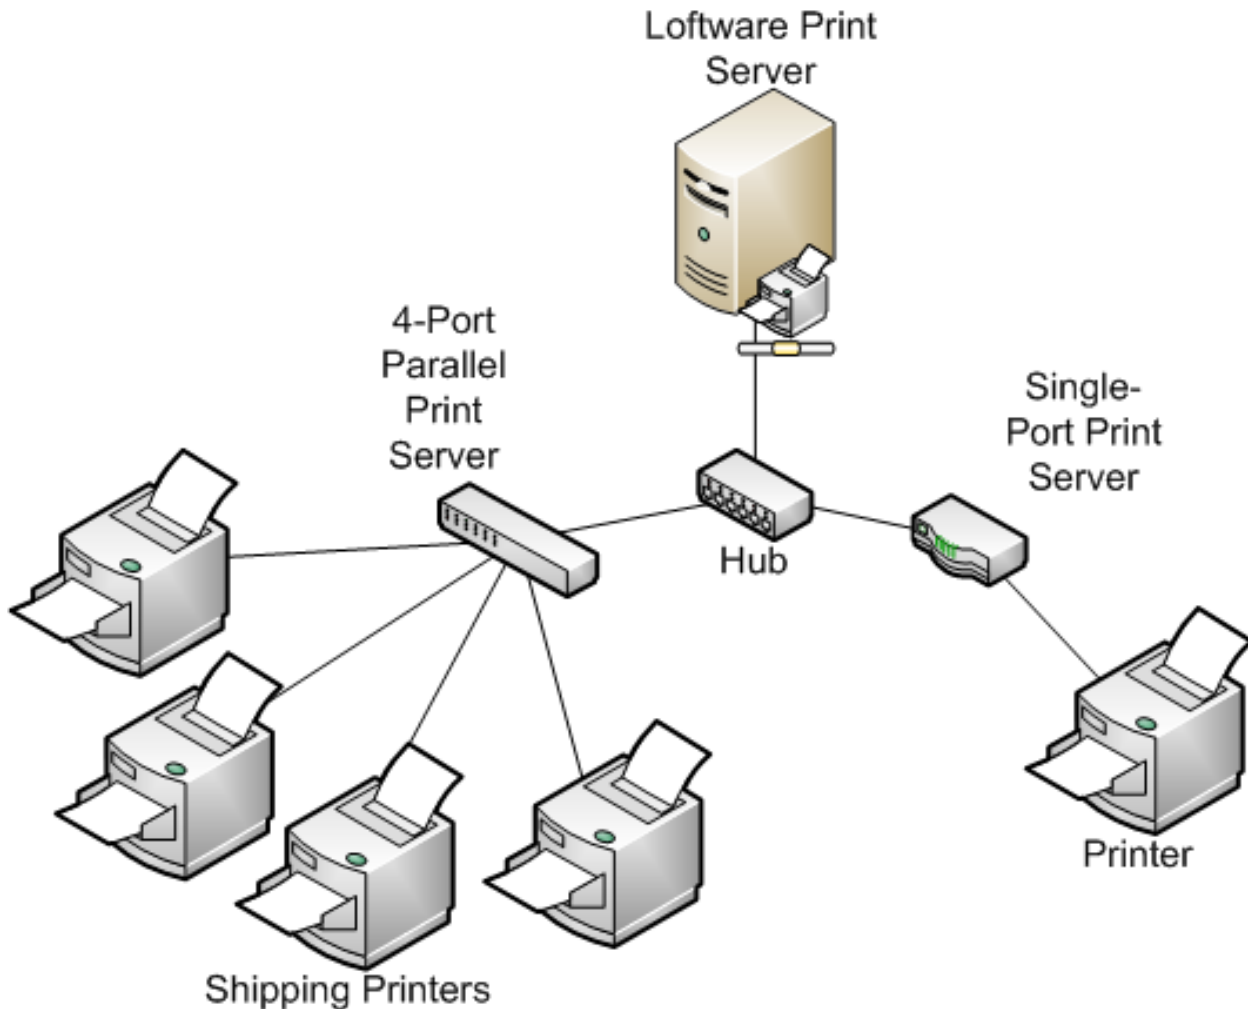 Loftware Print
Server
4-Port
Parallel
Print
Server
Single-
Port Print
Server
Hub
Printer
Shipping Printers